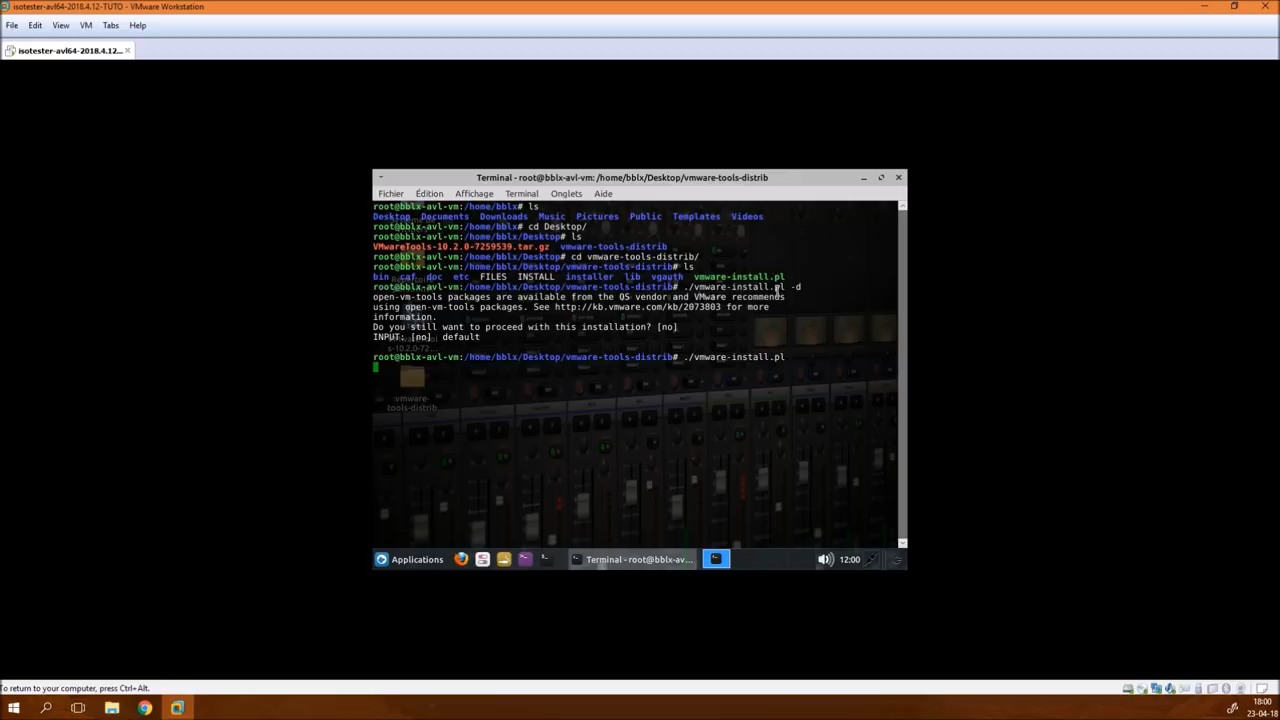 isotester-avl64-2018.4.12-TUTO - VMware Workstation
File Edit View VM Tabs Help
isotester-avl64-2018.4.12...
Terminal - root@bblx-avl-vm: /home/bblx/Desktop/vmware-tools-distrib
Fichier Édition Affichage Terminal Onglets Aide
root@bblx-avl-vm:/home/bblx# ls
Desktop Documents Downloads Music Pictures Public Templates Videos
root@bblx-avl-vm:/home/bblx# cd Desktop/
root@bblx-avl-vm:/home/bblx/Desktop# ls
VMwareTools-10.2.0-7259539.tar.gz vmware-tools-distrib
root@bblx-avl-vm:/home/bblx/Desktop# cd vmware-tools-distrib/
root@bblx-avl-vm:/home/bblx/Desktop/vmware-tools-distrib# ls
bin caf doc etc FILES INSTALL installer lib vgauth vmware-install.pl
root@bblx-avl-vm:/home/bblx/Desktop/vmware-tools-distrib# ./vmware-install.pl -d
open-vm-tools packages are available from the OS vendor and VMware recommends
using open-vm-tools packages. See http://kb.vmware.com/kb/2073803 for more
information.
Do you still want to proceed with this installation? [no]
INPUT: [no] default
root@bblx-avl-vm:/home/bblx/Desktop/vmware-tools-distrib# ./vmware-install.pl
vmware-
tools-distrib
Applications
Terminal - root@bblx-av...
12:00
To return to your computer, press Ctrl+Alt.
18:00
23-04-18